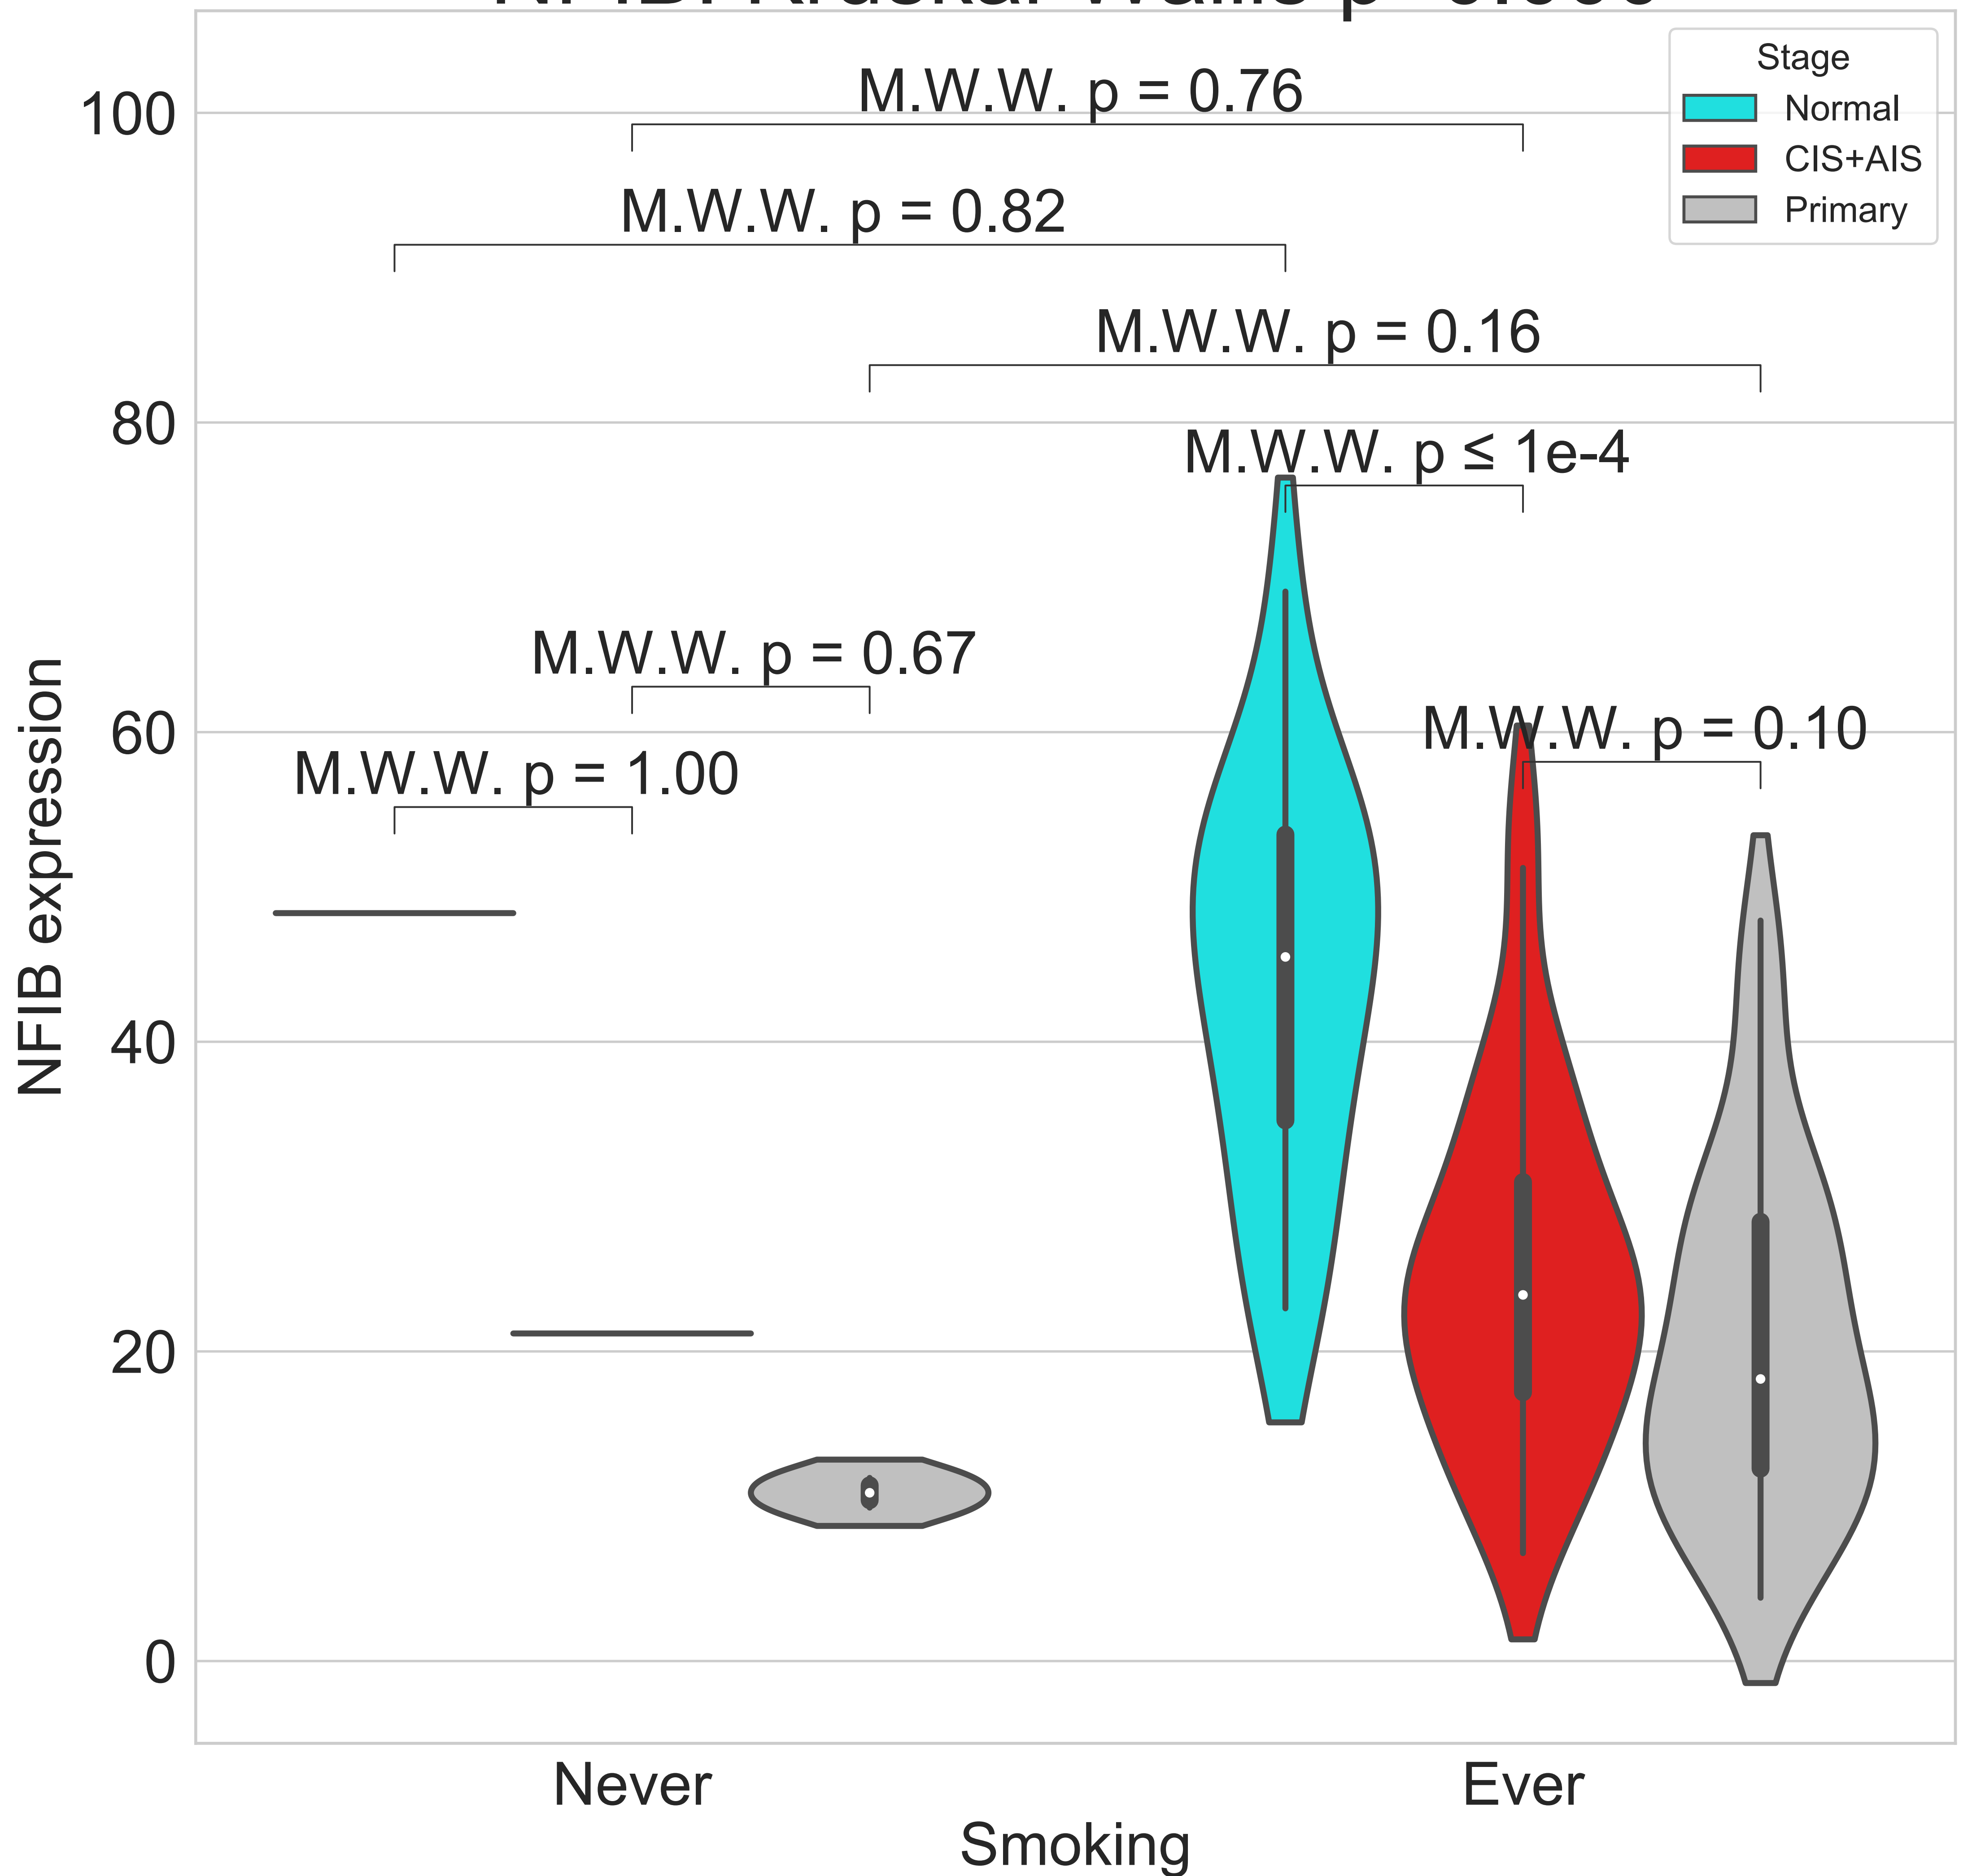 M.W.W. p = 0.76
M.W.W. p = 0.82
M.W.W. p = 0.16
M.W.W. p ≤ 1e-4
M.W.W. p = 0.67
M.W.W. p = 0.10
M.W.W. p = 1.00
Stage
Normal
CIS+AIS
Primary
NFIB expression
100
80
60
40
20
0
Never
Ever
Smoking